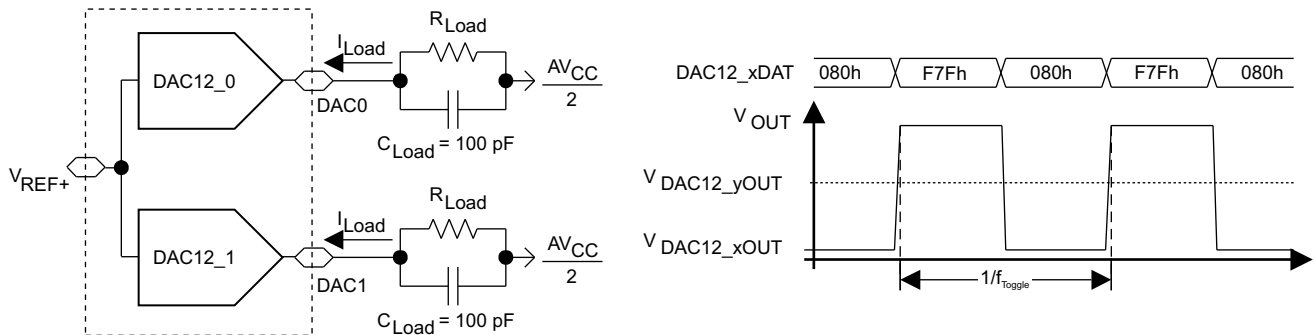 DAC12_0
DAC0
I Load
R Load
C Load = 100 pF
AV CC
2
V REF+
DAC12_1
DAC1
I Load
R Load
C Load = 100 pF
AV CC
2
DAC12_xDAT 080h F7Fh 080h F7Fh 080h
V OUT
V DAC12_yOUT
V DAC12_xOUT
1/f Toggle